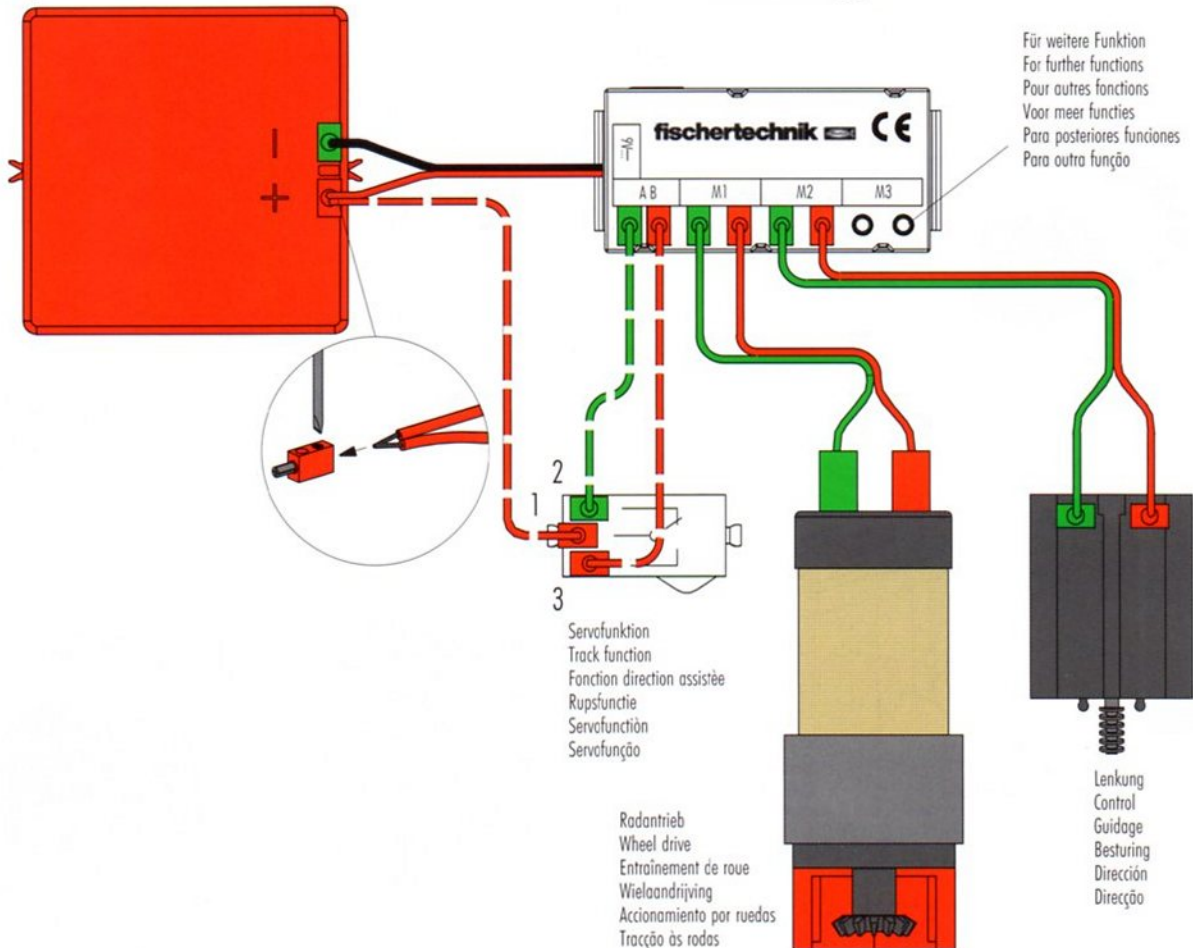 Für weitere Funktion
For further functions
Pour autres fonctions
Voor meer functies
Para posteriores funciones
Para outra função
fischertechnik CE
9V
A B M1 M2 M3
− +
2
1
3
Servofunktion
Track function
Fonction direction assistèe
Rupsfunctie
Servofunctiòn
Servofunção
Radantrieb
Wheel drive
Entraînement de roue
Wielaandrijving
Accionamiento por ruedas
Tracção às rodas
Lenkung
Control
Guidage
Besturing
Dirección
Direcção